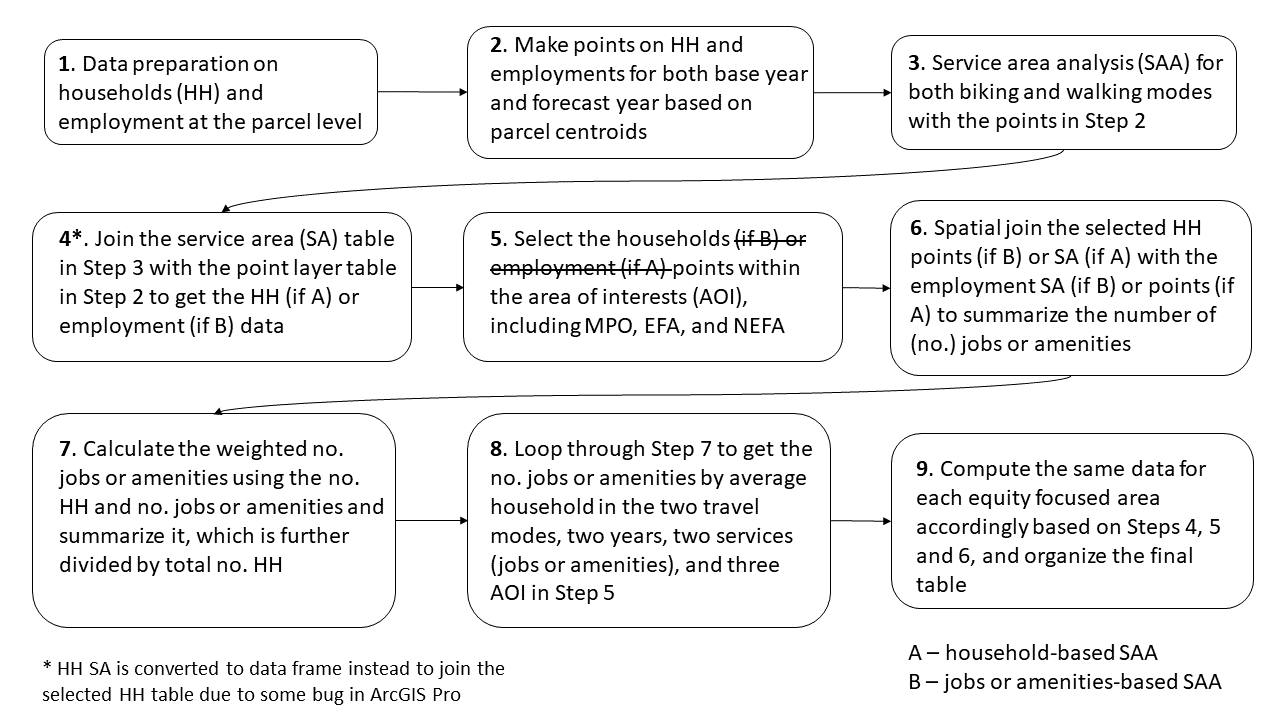 1. Data preparation on
households (HH) and
employment at the parcel level
2. Make points on HH and
employments for both base year
and forecast year based on
parcel centroids
3. Service area analysis (SAA) for
both biking and walking modes
with the points in Step 2
4*. Join the service area (SA) table
in Step 3 with the point layer table
in Step 2 to get the HH (if A) or
employment (if B) data
5. Select the households (if B) or
employment (if A) points within
the area of interests (AOI),
including MPO, EFA, and NEFA
6. Spatial join the selected HH
points (if B) or SA (if A) with the
employment SA (if B) or points (if
A) to summarize the number of
(no.) jobs or amenities
7. Calculate the weighted no.
jobs or amenities using the no.
HH and no. jobs or amenities and
summarize it, which is further
divided by total no. HH
8. Loop through Step 7 to get the
no. jobs or amenities by average
household in the two travel
modes, two years, two services
(jobs or amenities), and three
AOI in Step 5
9. Compute the same data for
each equity focused area
accordingly based on Steps 4, 5
and 6, and organize the final
table
* HH SA is converted to data frame instead to join the
selected HH table due to some bug in ArcGIS Pro
A – household-based SAA
B – jobs or amenities-based SAA